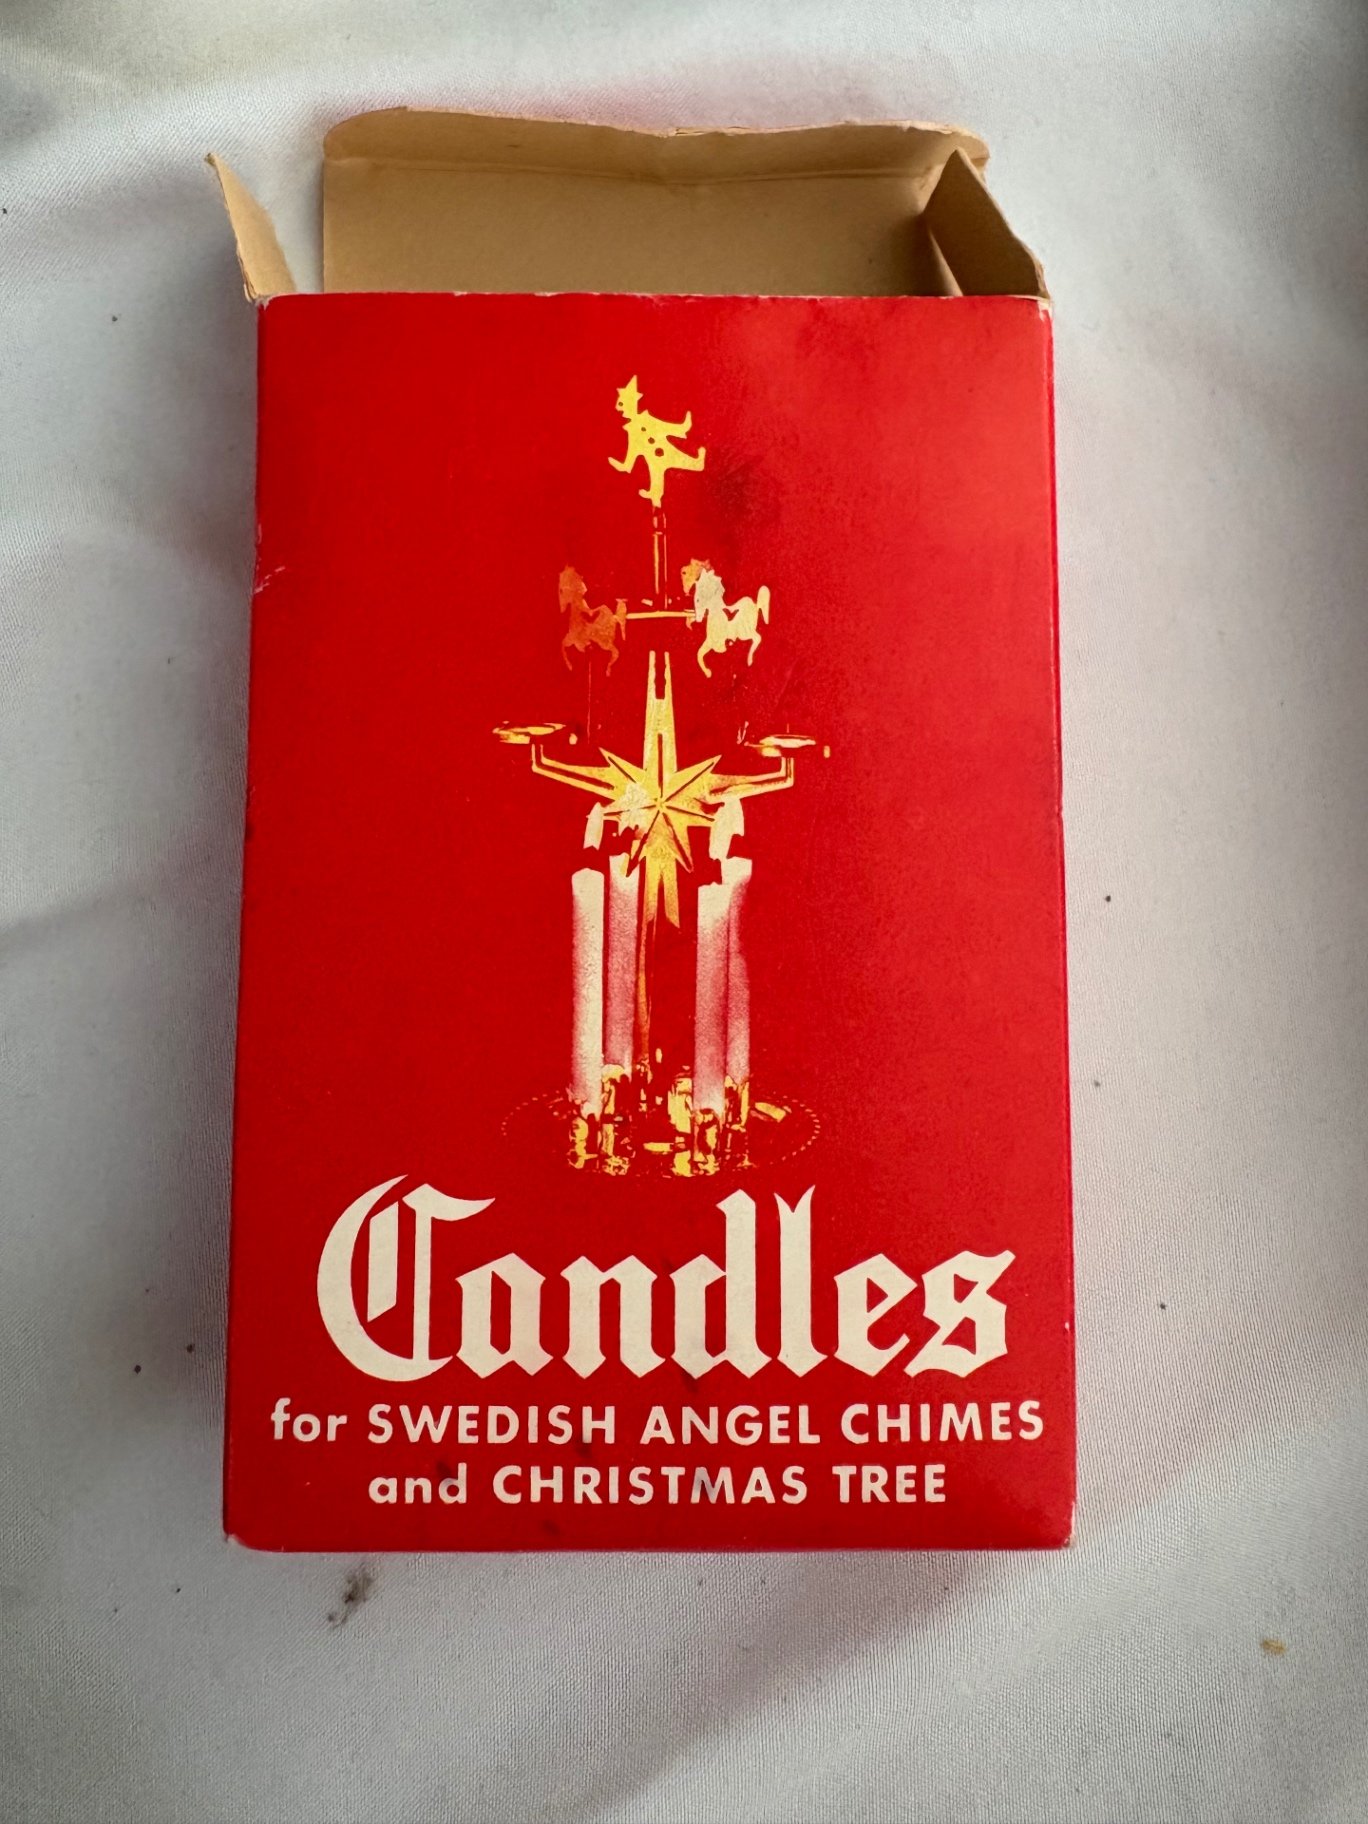 Candles
for SWEDISH ANGEL CHIMES
and CHRISTMAS TREE